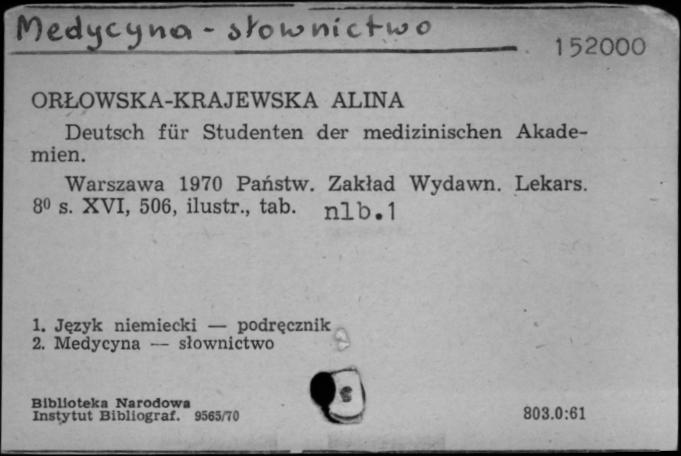 Medycyna - słownictwo
152000
ORŁOWSKA-KRAJEWSKA ALINA
Deutsch für Studenten der medizinischen Akade-
mien.
Warszawa 1970 Państw. Zakład Wydawn. Lekars.
8⁰ s. XVI, 506, ilustr., tab. nlb.1
1. Język niemiecki — podręcznik
2. Medycyna — słownictwo
Biblioteka Narodowa
Instytut Bibliograf. 9565/70
803.0:61